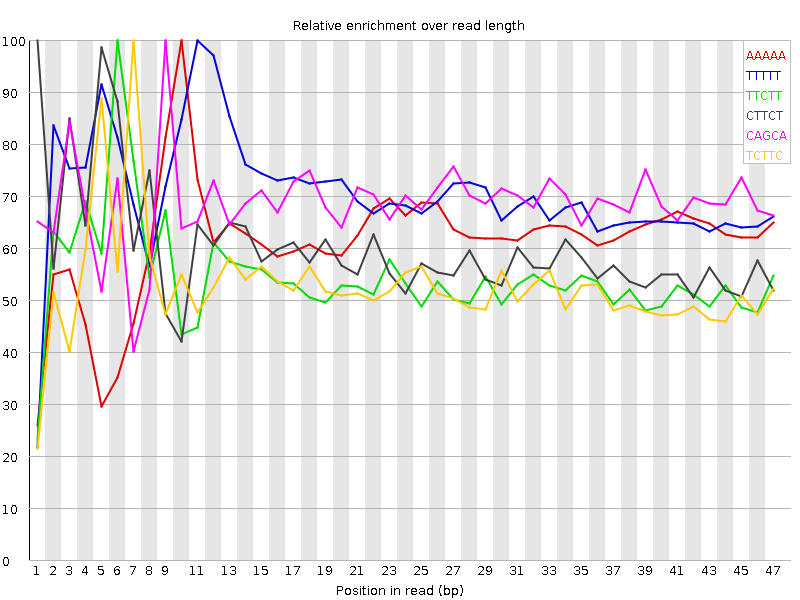 Relative enrichment over read length
100
90
80
70
60
50
40
30
20
10
0
AAAAA
TTTTT
TTCTT
CTTCT
CAGCA
TCTTC
1 2 3 4 5 6 7 8 9 11 13 15 17 19 21 23 25 27 29 31 33 35 37 39 41 43 45 47
Position in read (bp)